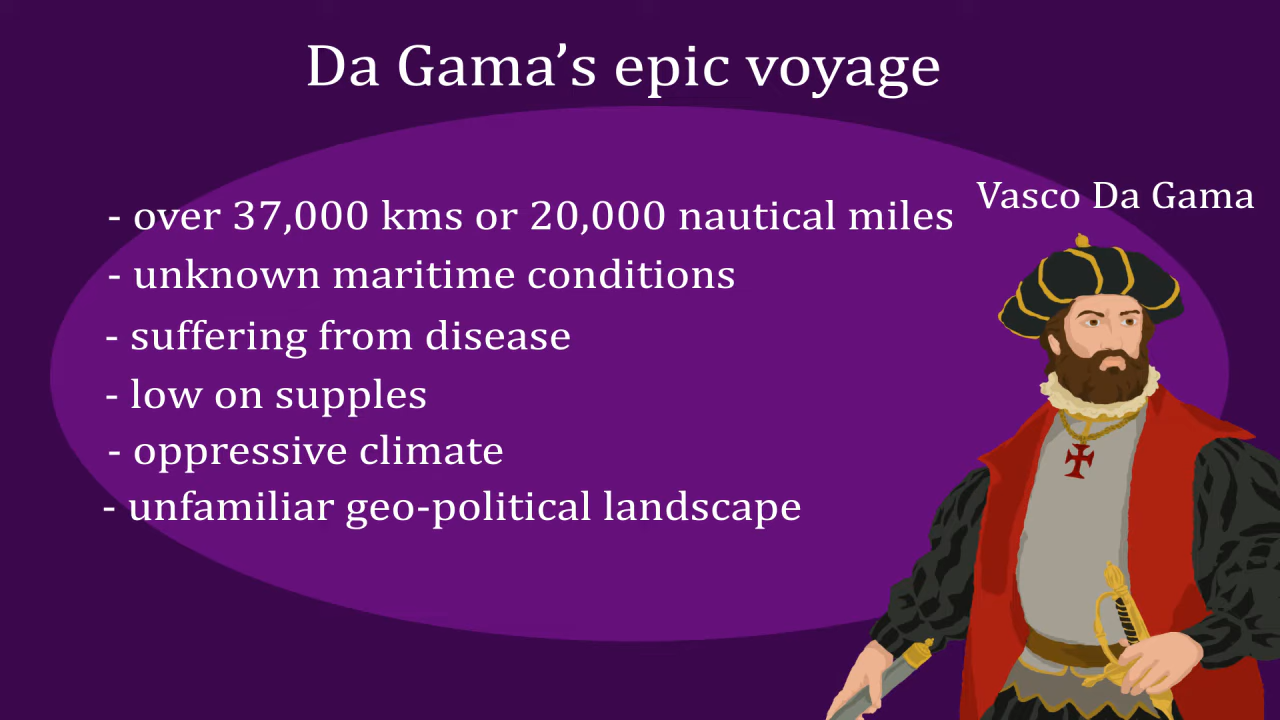 Da Gama’s epic voyage
Vasco Da Gama
- over 37,000 kms or 20,000 nautical miles
- unknown maritime conditions
- suffering from disease
- low on supples
- oppressive climate
- unfamiliar geo-political landscape